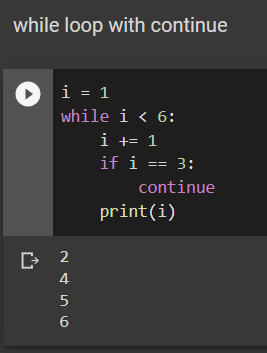 while loop with continue
i = 1
while i < 6:
    i += 1
    if i == 3:
        continue
    print(i)
2
4
5
6